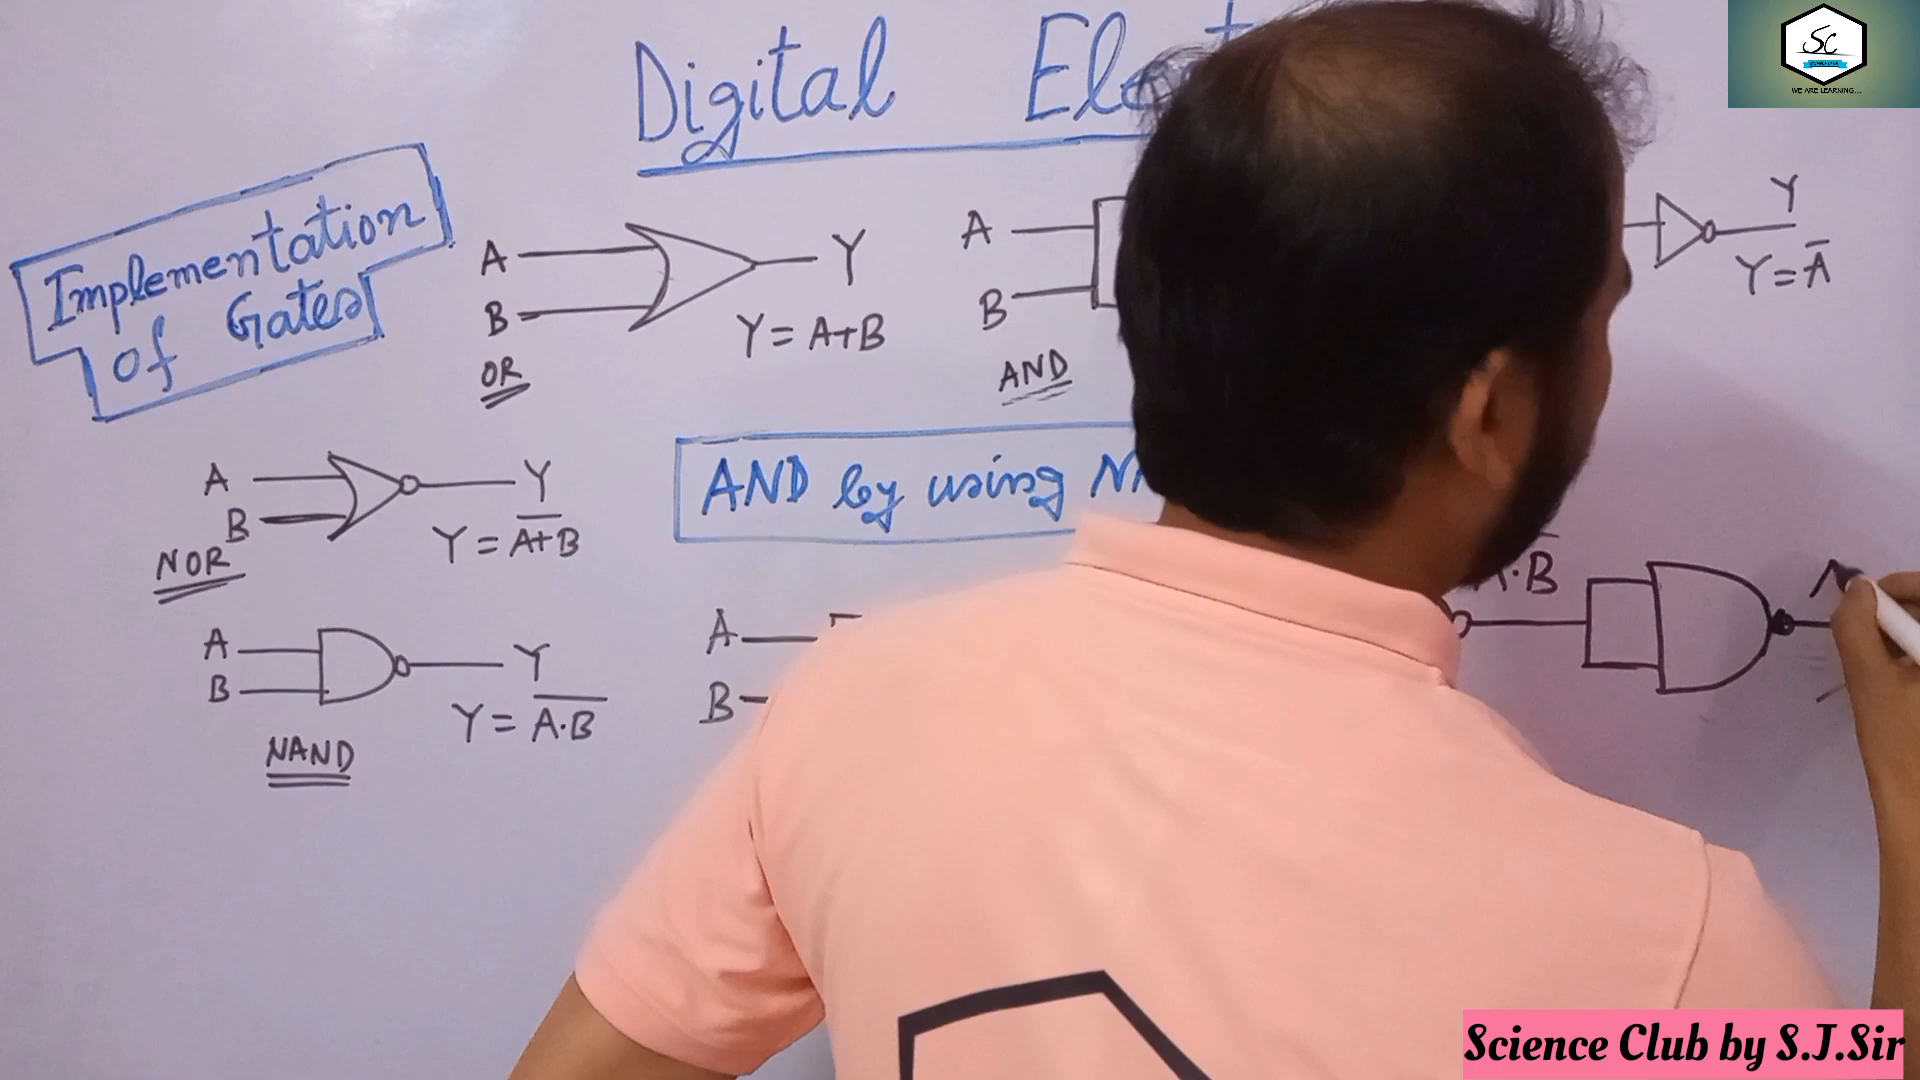 Digital
SC
WE ARE LEARNING...
Implementation
of Gates
A
B
Y
Y = A+B
OR
A
B
AND
Y
Y = A̅
A
B
Y
Y = A̅+̅B̅
NOR
AND by using
A
B
Y
Y = A̅·̅B̅
NAND
A
B
·B̅
Science Club by S.J.Sir